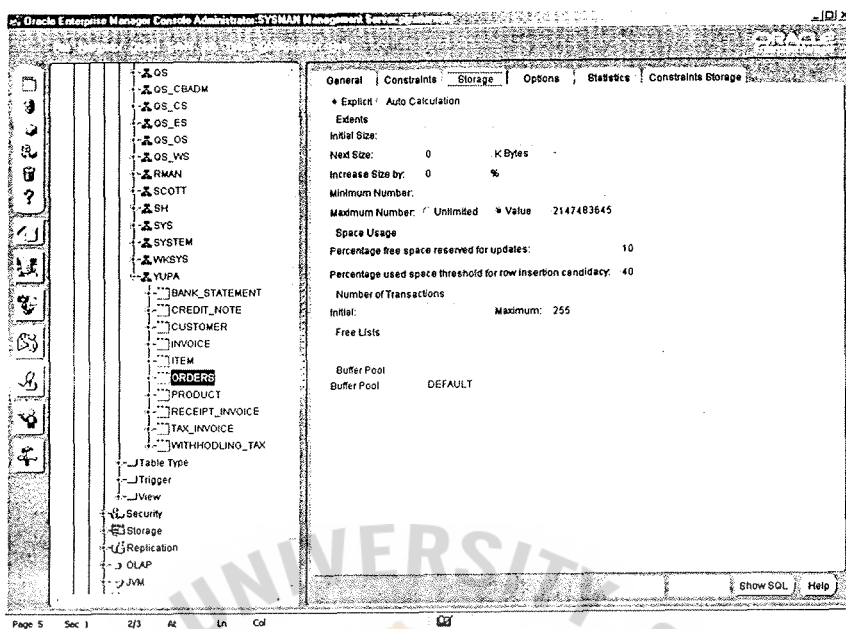 Oracle Enterprise Manager Console Administrator:SYSMAN Management Server
ORACLE
QS
QS_CBADM
QS_CS
QS_ES
QS_OS
QS_WS
RMAN
SCOTT
SH
SYS
SYSTEM
WKSYS
YUPA
BANK_STATEMENT
CREDIT_NOTE
CUSTOMER
INVOICE
ITEM
ORDERS
PRODUCT
RECEIPT_INVOICE
TAX_INVOICE
WITHHODLING_TAX
Table Type
Trigger
View
Security
Storage
Replication
OLAP
JVM
General Constraints Storage Options Statistics Constraints Storage
Explicit Auto Calculation
Extents
Initial Size:
Next Size: 0 K Bytes
Increase Size by: 0 %
Minimum Number:
Maximum Number: Unlimited Value 2147483645
Space Usage
Percentage free space reserved for updates: 10
Percentage used space threshold for row insertion candidacy: 40
Number of Transactions
Initial: Maximum: 255
Free Lists
Buffer Pool
Buffer Pool DEFAULT
Show SQL Help
UNIVERSITY
Page 5 Sec 1 2/3 At Ln Col